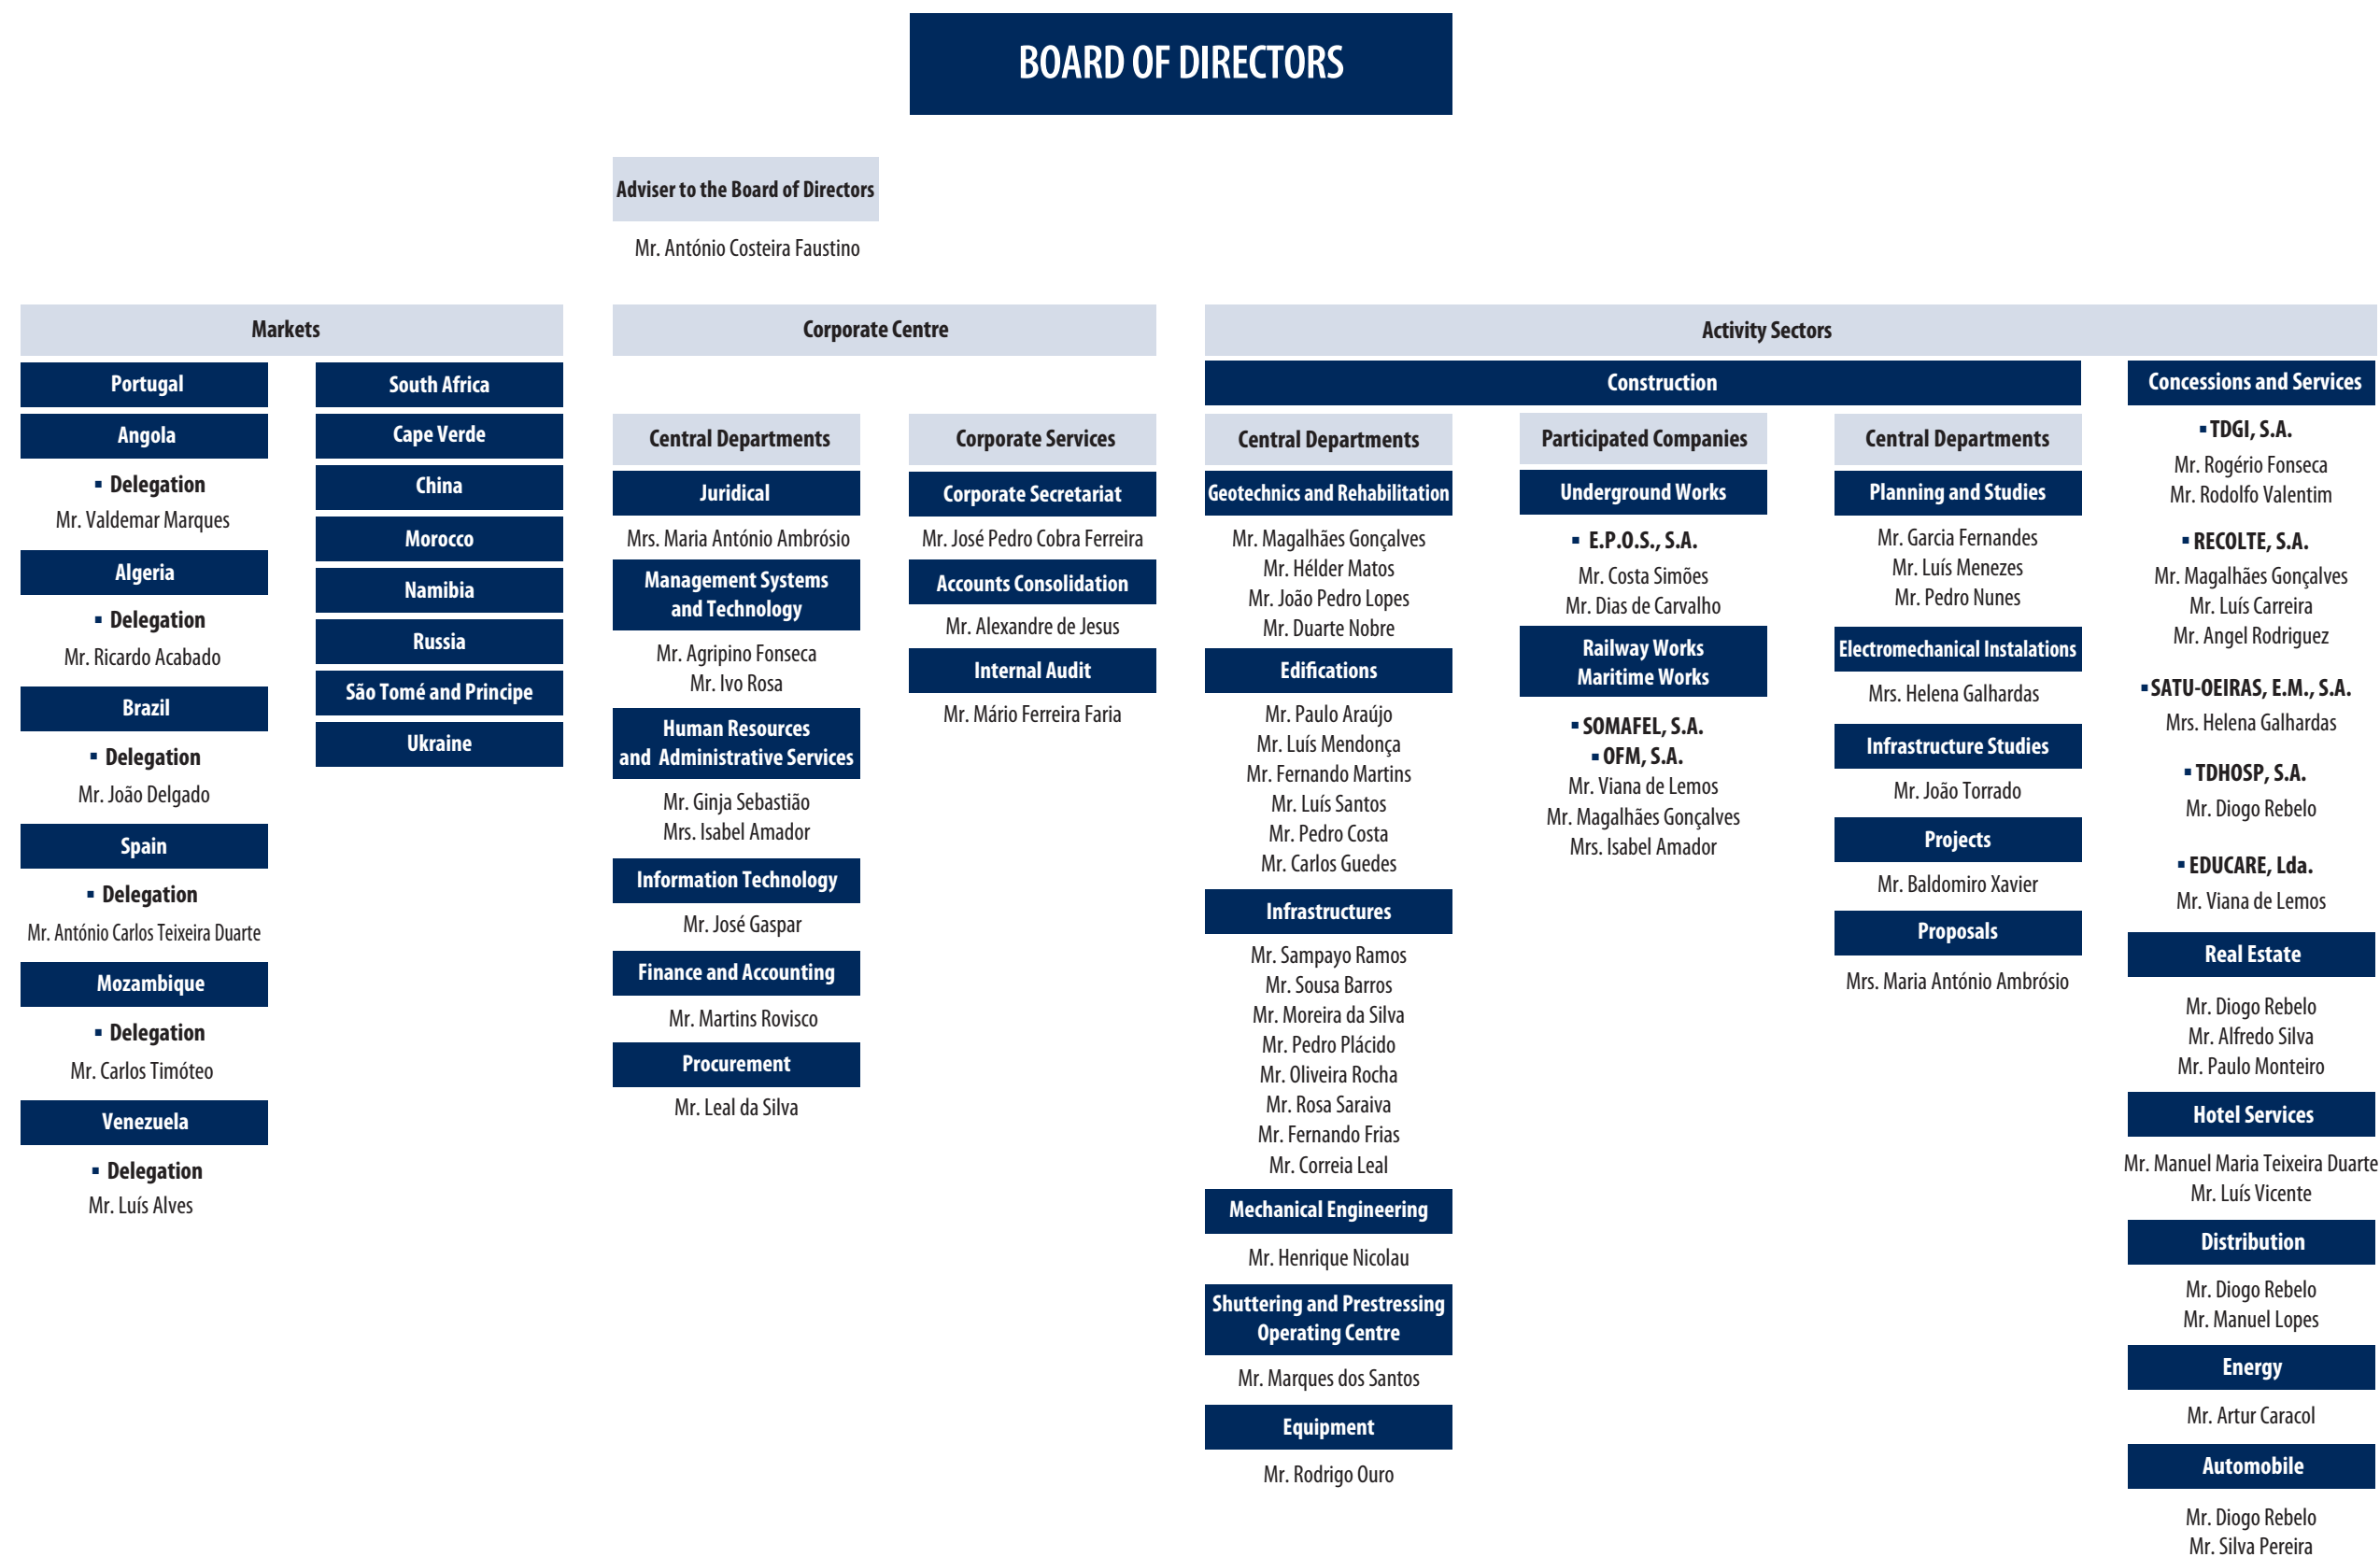 BOARD OF DIRECTORS
Adviser to the Board of Directors
Mr. António Costeira Faustino
Markets
Portugal
Angola
▪ Delegation
Mr. Valdemar Marques
Algeria
▪ Delegation
Mr. Ricardo Acabado
Brazil
▪ Delegation
Mr. João Delgado
Spain
▪ Delegation
Mr. António Carlos Teixeira Duarte
Mozambique
▪ Delegation
Mr. Carlos Timóteo
Venezuela
▪ Delegation
Mr. Luís Alves
South Africa
Cape Verde
China
Morocco
Namibia
Russia
São Tomé and Principe
Ukraine
Corporate Centre
Central Departments
Juridical
Mrs. Maria António Ambrósio
Management Systems
and Technology
Mr. Agripino Fonseca
Mr. Ivo Rosa
Human Resources
and Administrative Services
Mr. Ginja Sebastião
Mrs. Isabel Amador
Information Technology
Mr. José Gaspar
Finance and Accounting
Mr. Martins Rovisco
Procurement
Mr. Leal da Silva
Corporate Services
Corporate Secretariat
Mr. José Pedro Cobra Ferreira
Accounts Consolidation
Mr. Alexandre de Jesus
Internal Audit
Mr. Mário Ferreira Faria
Activity Sectors
Construction
Central Departments
Geotechnics and Rehabilitation
Mr. Magalhães Gonçalves
Mr. Hélder Matos
Mr. João Pedro Lopes
Mr. Duarte Nobre
Edifications
Mr. Paulo Araújo
Mr. Luís Mendonça
Mr. Fernando Martins
Mr. Luís Santos
Mr. Pedro Costa
Mr. Carlos Guedes
Infrastructures
Mr. Sampayo Ramos
Mr. Sousa Barros
Mr. Moreira da Silva
Mr. Pedro Plácido
Mr. Oliveira Rocha
Mr. Rosa Saraiva
Mr. Fernando Frias
Mr. Correia Leal
Mechanical Engineering
Mr. Henrique Nicolau
Shuttering and Prestressing
Operating Centre
Mr. Marques dos Santos
Equipment
Mr. Rodrigo Ouro
Participated Companies
Underground Works
▪ E.P.O.S., S.A.
Mr. Costa Simões
Mr. Dias de Carvalho
Railway Works
Maritime Works
▪ SOMAFEL, S.A.
▪ OFM, S.A.
Mr. Viana de Lemos
Mr. Magalhães Gonçalves
Mrs. Isabel Amador
Central Departments
Planning and Studies
Mr. Garcia Fernandes
Mr. Luís Menezes
Mr. Pedro Nunes
Electromechanical Instalations
Mrs. Helena Galhardas
Infrastructure Studies
Mr. João Torrado
Projects
Mr. Baldomiro Xavier
Proposals
Mrs. Maria António Ambrósio
Concessions and Services
▪ TDGI, S.A.
Mr. Rogério Fonseca
Mr. Rodolfo Valentim
▪ RECOLTE, S.A.
Mr. Magalhães Gonçalves
Mr. Luís Carreira
Mr. Angel Rodriguez
▪ SATU-OEIRAS, E.M., S.A.
Mrs. Helena Galhardas
▪ TDHOSP, S.A.
Mr. Diogo Rebelo
▪ EDUCARE, Lda.
Mr. Viana de Lemos
Real Estate
Mr. Diogo Rebelo
Mr. Alfredo Silva
Mr. Paulo Monteiro
Hotel Services
Mr. Manuel Maria Teixeira Duarte
Mr. Luís Vicente
Distribution
Mr. Diogo Rebelo
Mr. Manuel Lopes
Energy
Mr. Artur Caracol
Automobile
Mr. Diogo Rebelo
Mr. Silva Pereira